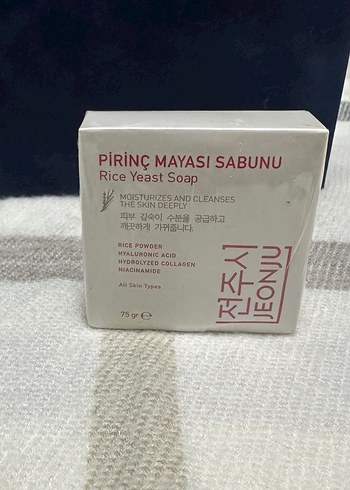 PİRİNÇ MAYASI SABUNU
Rice Yeast Soap
MOISTURIZES AND CLEANSES
THE SKIN DEEPLY
피부 깊숙이 수분을 공급하고
깨끗하게 가꿔줍니다.
RICE POWDER
HYALURONIC ACID
HYDROLYZED COLLAGEN
NIACINAMIDE
All Skin Types
75 gr ℮
전주시
JEONJU